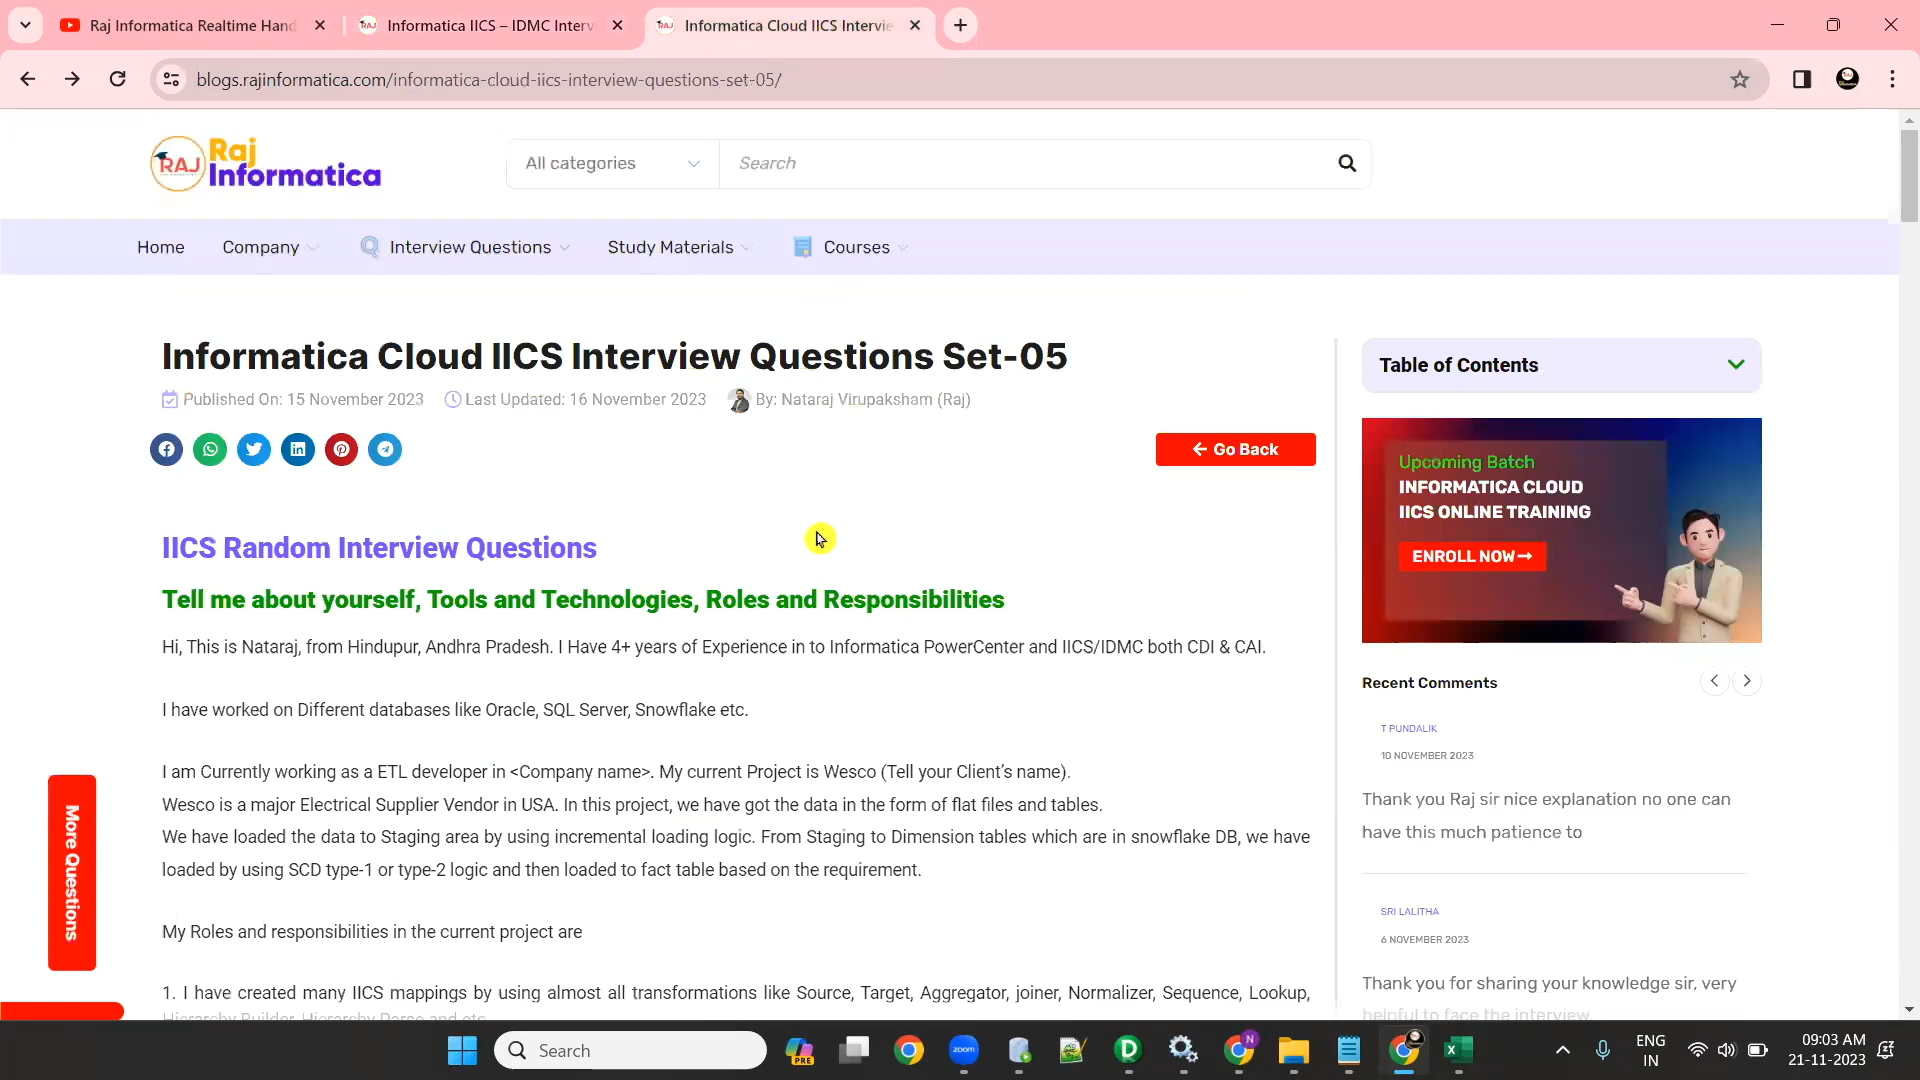 Raj Informatica Realtime Hand
Informatica IICS – IDMC Interv
Informatica Cloud IICS Intervie
blogs.rajinformatica.com/informatica-cloud-iics-interview-questions-set-05/
RAJ
Raj
Informatica
All categories
Search
Home
Company
Interview Questions
Study Materials
Courses
Informatica Cloud IICS Interview Questions Set-05
Published On: 15 November 2023
Last Updated: 16 November 2023
By: Nataraj Virupaksham (Raj)
Go Back
IICS Random Interview Questions
Tell me about yourself, Tools and Technologies, Roles and Responsibilities
Hi, This is Nataraj, from Hindupur, Andhra Pradesh. I Have 4+ years of Experience in to Informatica PowerCenter and IICS/IDMC both CDI & CAI.
I have worked on Different databases like Oracle, SQL Server, Snowflake etc.
I am Currently working as a ETL developer in <Company name>. My current Project is Wesco (Tell your Client's name).
Wesco is a major Electrical Supplier Vendor in USA. In this project, we have got the data in the form of flat files and tables.
We have loaded the data to Staging area by using incremental loading logic. From Staging to Dimension tables which are in snowflake DB, we have
loaded by using SCD type-1 or type-2 logic and then loaded to fact table based on the requirement.
My Roles and responsibilities in the current project are
1. I have created many IICS mappings by using almost all transformations like Source, Target, Aggregator, joiner, Normalizer, Sequence, Lookup,
Hierarchy Builder, Hierarchy Parse and etc
More Questions
Table of Contents
Upcoming Batch
INFORMATICA CLOUD
IICS ONLINE TRAINING
ENROLL NOW
Recent Comments
T PUNDALIK
10 NOVEMBER 2023
Thank you Raj sir nice explanation no one can
have this much patience to
SRI LALITHA
6 NOVEMBER 2023
Thank you for sharing your knowledge sir, very
helpful to face the interview.
Search
PRE
zoom
ENG
IN
09:03 AM
21-11-2023